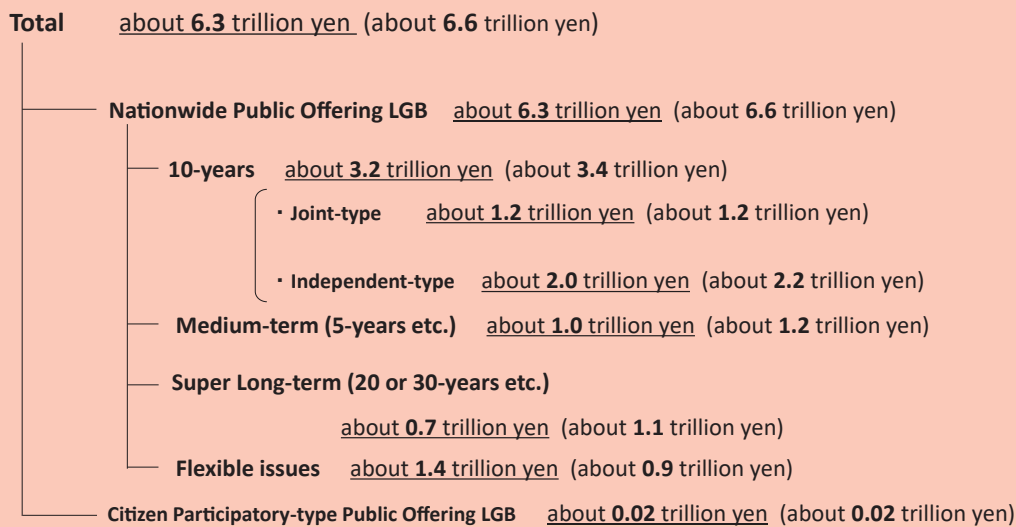 Total about 6.3 trillion yen (about 6.6 trillion yen)
Nationwide Public Offering LGB about 6.3 trillion yen (about 6.6 trillion yen)
10-years about 3.2 trillion yen (about 3.4 trillion yen)
・Joint-type about 1.2 trillion yen (about 1.2 trillion yen)
・Independent-type about 2.0 trillion yen (about 2.2 trillion yen)
Medium-term (5-years etc.) about 1.0 trillion yen (about 1.2 trillion yen)
Super Long-term (20 or 30-years etc.)
about 0.7 trillion yen (about 1.1 trillion yen)
Flexible issues about 1.4 trillion yen (about 0.9 trillion yen)
Citizen Participatory-type Public Offering LGB about 0.02 trillion yen (about 0.02 trillion yen)